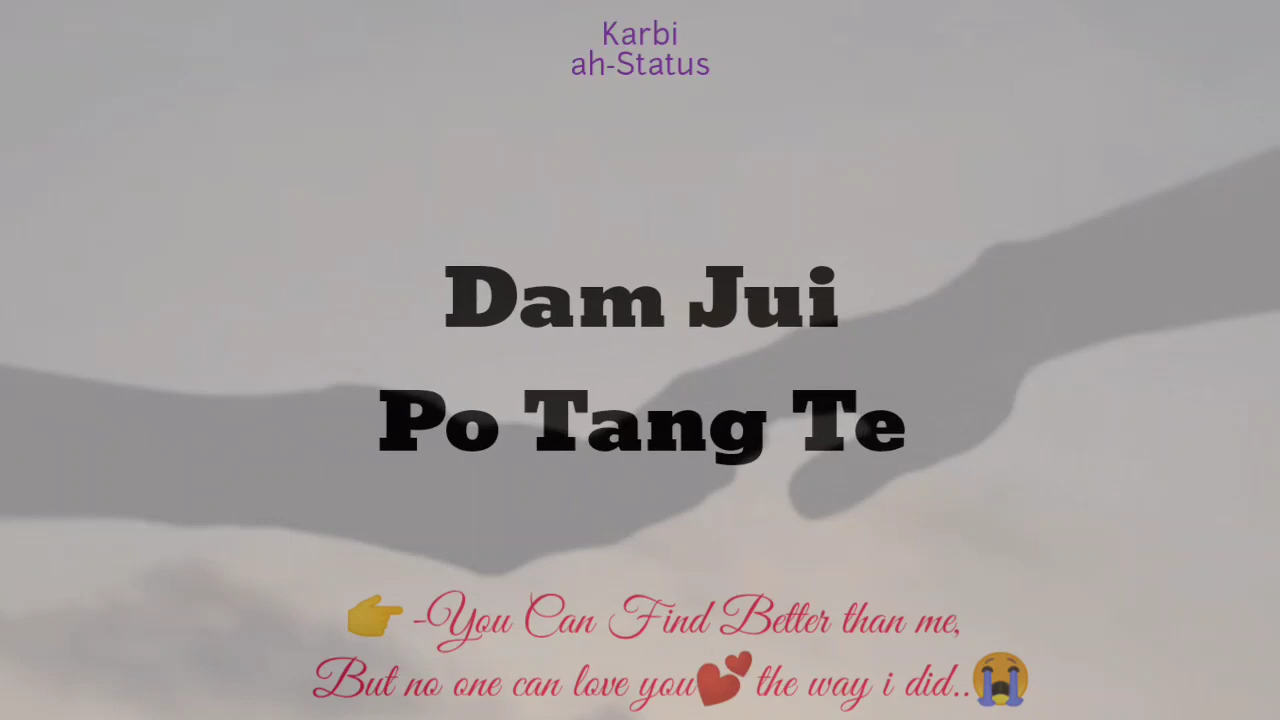 Karbi
ah-Status
Dam Jui
Po Tang Te
👉 -You Can Find Better than me,
But no one can love you💕 the way i did..😭